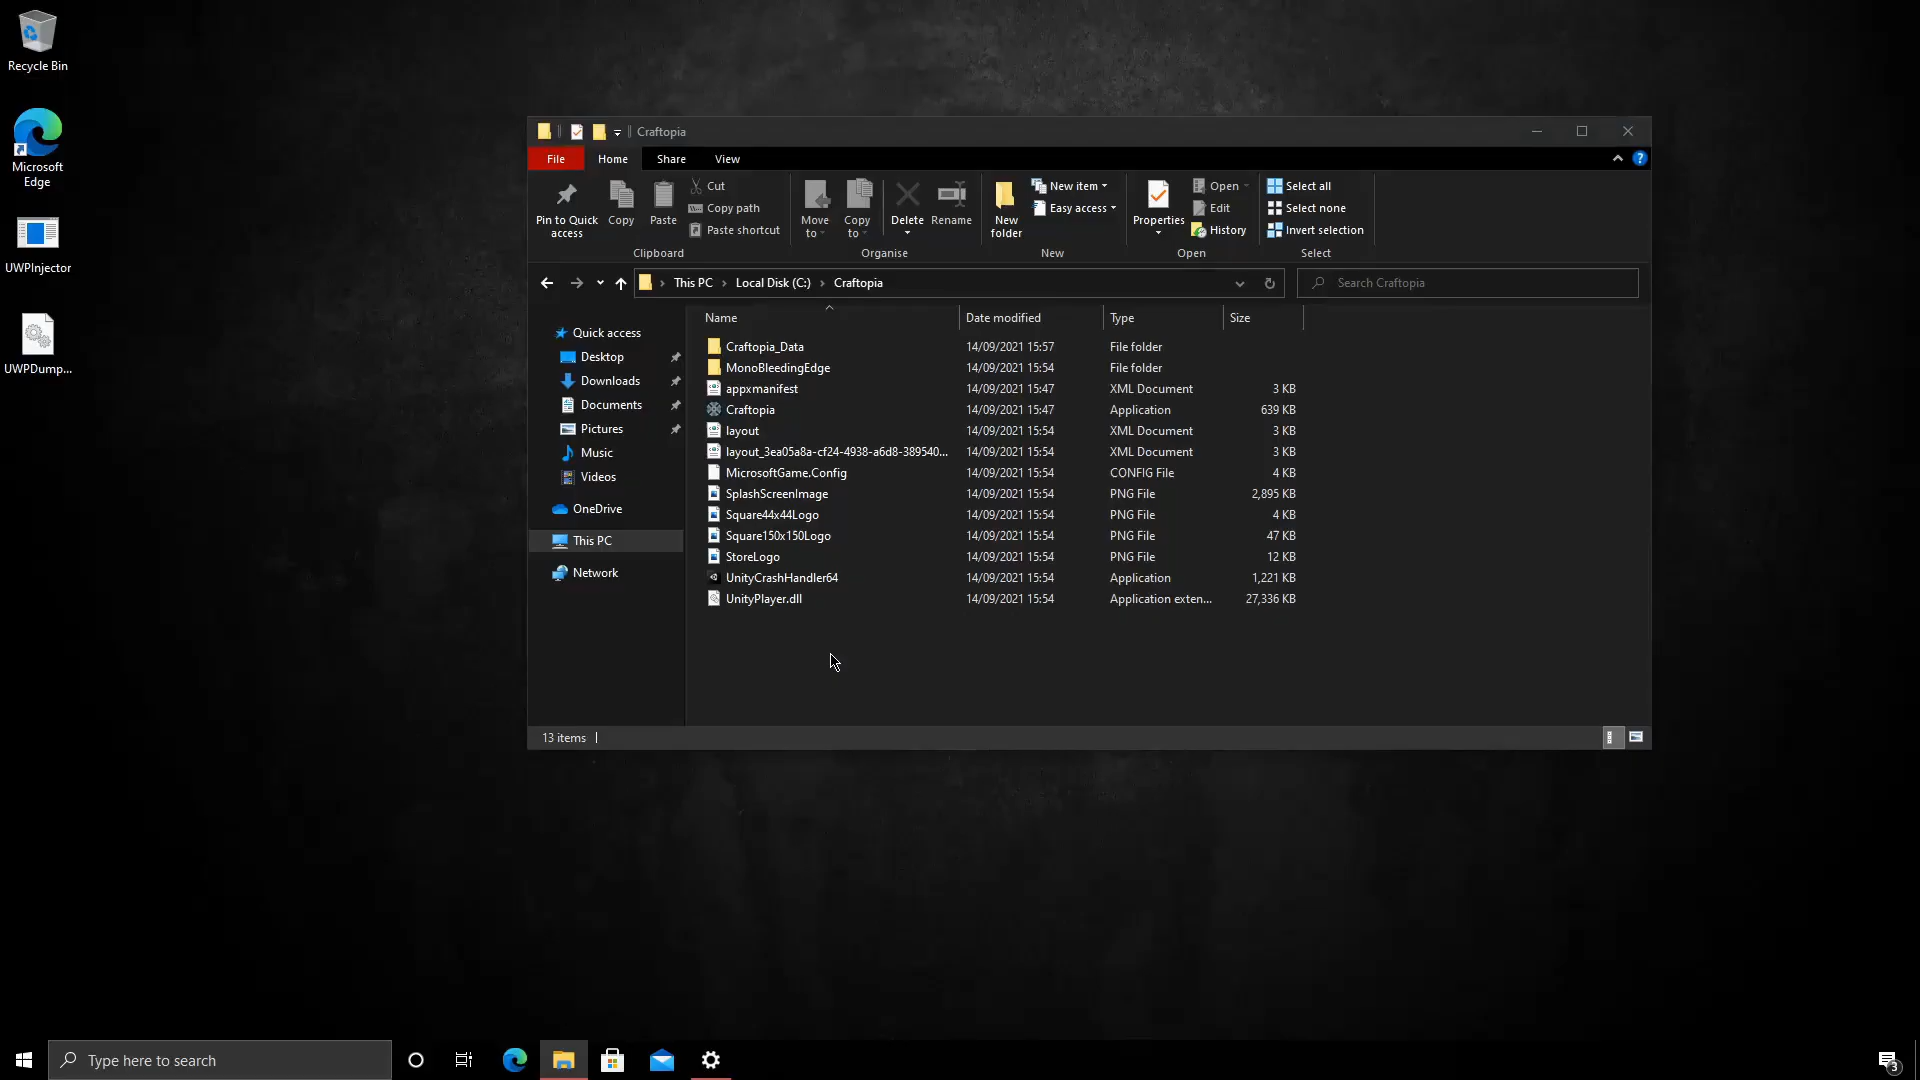 Recycle Bin
Microsoft
Edge
UWPInjector
UWPDump...
Craftopia
File Home Share View
Pin to Quick
access
Copy
Paste
Cut
Copy path
Paste shortcut
Clipboard
Move
to
Copy
to
Delete
Rename
Organise
New
folder
New item
Easy access
New
Properties
Open
Edit
History
Open
Select all
Select none
Invert selection
Select
This PC Local Disk (C:) Craftopia
Search Craftopia
Quick access
Desktop
Downloads
Documents
Pictures
Music
Videos
OneDrive
This PC
Network
Name Date modified Type Size
Craftopia_Data 14/09/2021 15:57 File folder
MonoBleedingEdge 14/09/2021 15:54 File folder
appxmanifest 14/09/2021 15:47 XML Document 3 KB
Craftopia 14/09/2021 15:47 Application 639 KB
layout 14/09/2021 15:54 XML Document 3 KB
layout_3ea05a8a-cf24-4938-a6d8-389540... 14/09/2021 15:54 XML Document 3 KB
MicrosoftGame.Config 14/09/2021 15:54 CONFIG File 4 KB
SplashScreenImage 14/09/2021 15:54 PNG File 2,895 KB
Square44x44Logo 14/09/2021 15:54 PNG File 4 KB
Square150x150Logo 14/09/2021 15:54 PNG File 47 KB
StoreLogo 14/09/2021 15:54 PNG File 12 KB
UnityCrashHandler64 14/09/2021 15:54 Application 1,221 KB
UnityPlayer.dll 14/09/2021 15:54 Application exten... 27,336 KB
13 items
Type here to search
3